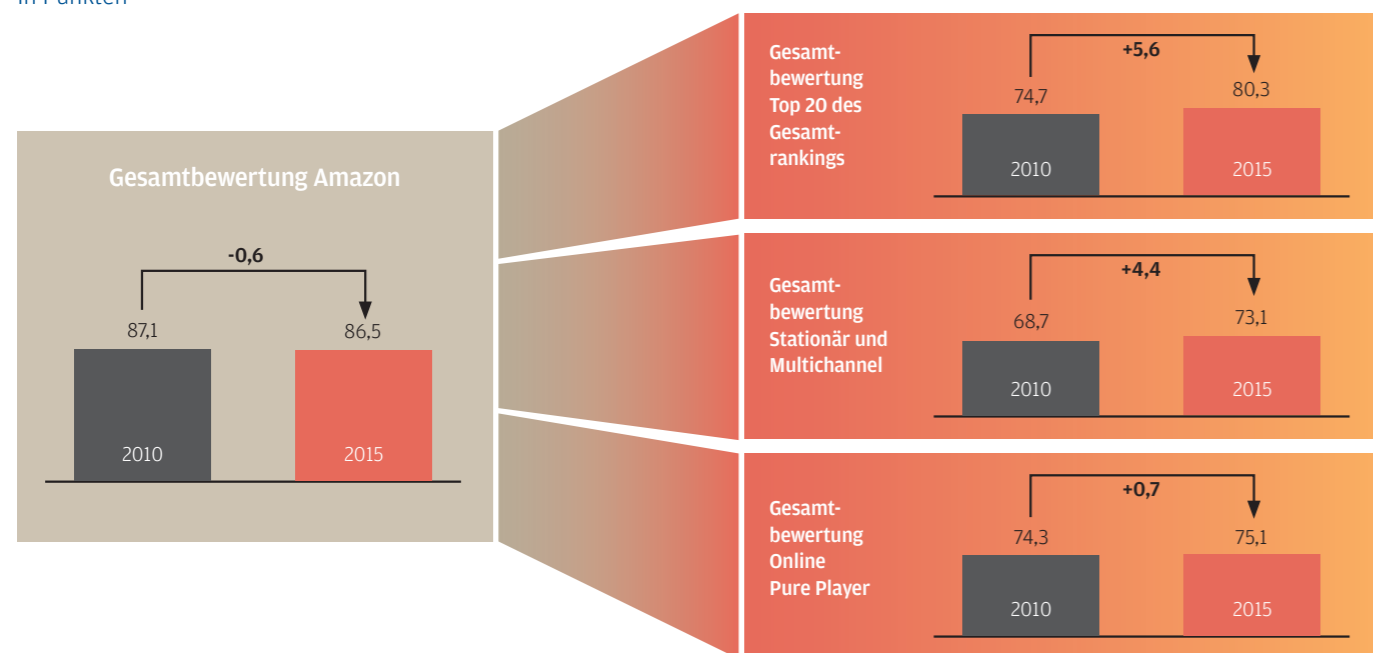 in Punkten
Gesamtbewertung Amazon
-0,6
87,1
86,5
2010
2015
Gesamt-
bewertung
Top 20 des
Gesamt-
rankings
+5,6
74,7
80,3
2010
2015
Gesamt-
bewertung
Stationär und
Multichannel
+4,4
68,7
73,1
2010
2015
Gesamt-
bewertung
Online
Pure Player
+0,7
74,3
75,1
2010
2015